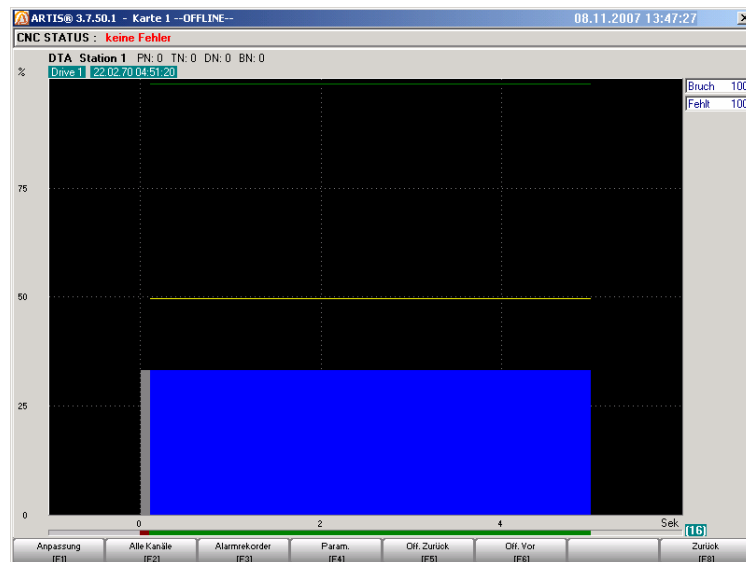 ARTIS® 3.7.50.1 - Karte 1 --OFFLINE-- 08.11.2007 13:47:27
CNC STATUS : keine Fehler
DTA Station 1 PN: 0 TN: 0 DN: 0 BN: 0
% Drive 1 22.02.70 04:51:20
Bruch 100
Fehlt 100
75
50
25
0
0 2 4 Sek
(16)
Anpassung Alle Kanäle Alarmrekorder Param. Off. Zurück Off. Vor Zurück
[F1] [F2] [F3] [F4] [F5] [F6] [F8]